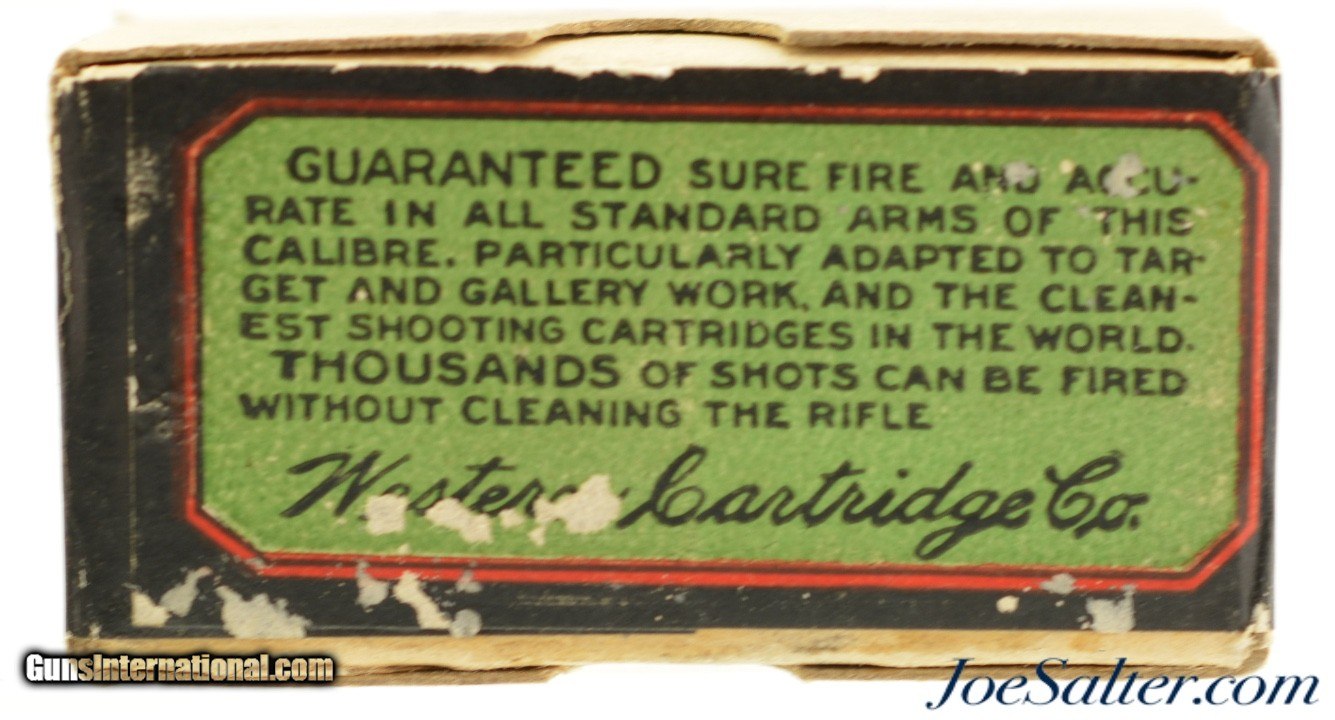 GUARANTEED SURE FIRE AND ACCU-
RATE IN ALL STANDARD ARMS OF THIS
CALIBRE. PARTICULARLY ADAPTED TO TAR-
GET AND GALLERY WORK, AND THE CLEAN-
EST SHOOTING CARTRIDGES IN THE WORLD.
THOUSANDS OF SHOTS CAN BE FIRED
WITHOUT CLEANING THE RIFLE
Western Cartridge Co.
GunsInternational.com
JoeSalter.com